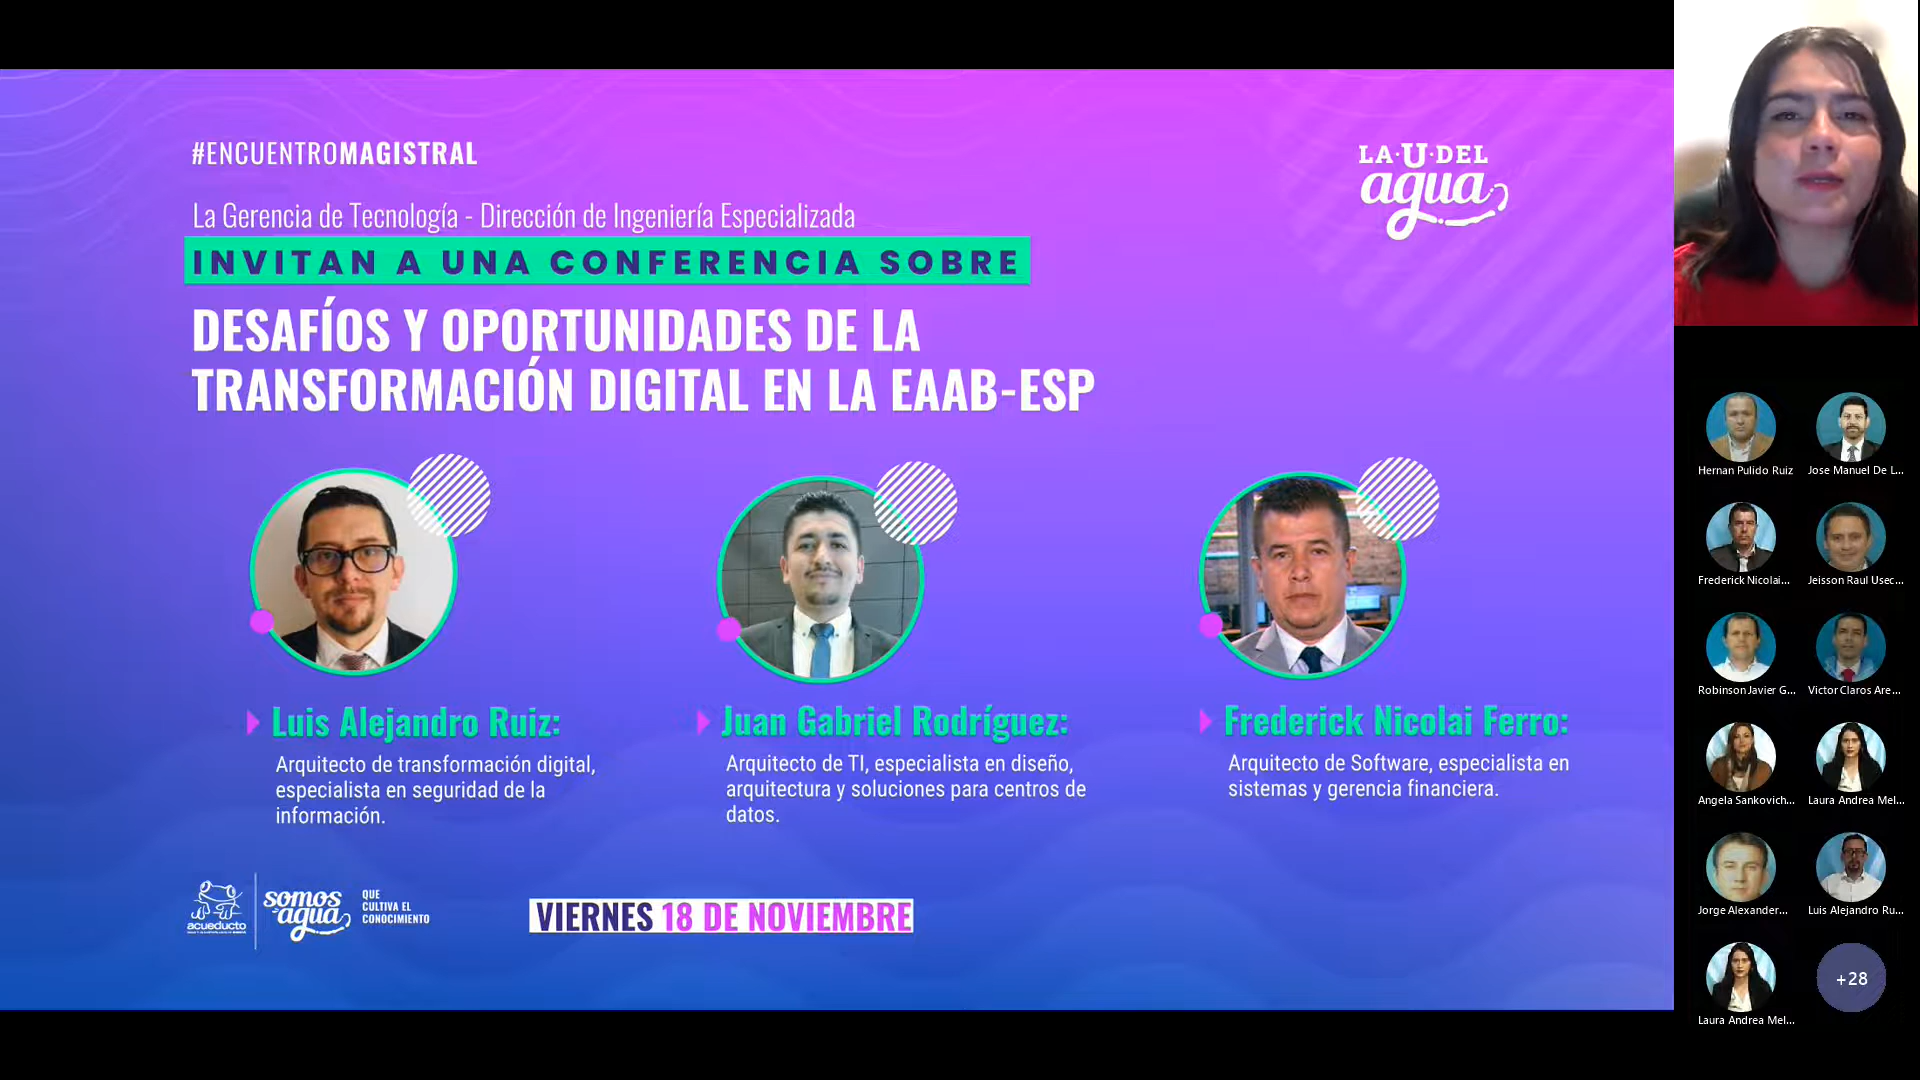 #ENCUENTROMAGISTRAL
LA·U·DEL
agua
La Gerencia de Tecnología - Dirección de Ingeniería Especializada
INVITAN A UNA CONFERENCIA SOBRE
DESAFÍOS Y OPORTUNIDADES DE LA
TRANSFORMACIÓN DIGITAL EN LA EAAB-ESP
Luis Alejandro Ruiz:
Arquitecto de transformación digital,
especialista en seguridad de la
información.
Juan Gabriel Rodríguez:
Arquitecto de TI, especialista en diseño,
arquitectura y soluciones para centros de
datos.
Frederick Nicolai Ferro:
Arquitecto de Software, especialista en
sistemas y gerencia financiera.
acueducto
somos
agua
QUE
CULTIVA EL
CONOCIMIENTO
VIERNES 18 DE NOVIEMBRE
Hernan Pulido Ruiz
Jose Manuel De L...
Frederick Nicolai...
Jeisson Raul Usec...
Robinson Javier G...
Victor Claros Are...
Angela Sankovich...
Laura Andrea Mel...
Jorge Alexander...
Luis Alejandro Ru...
Laura Andrea Mel...
+28